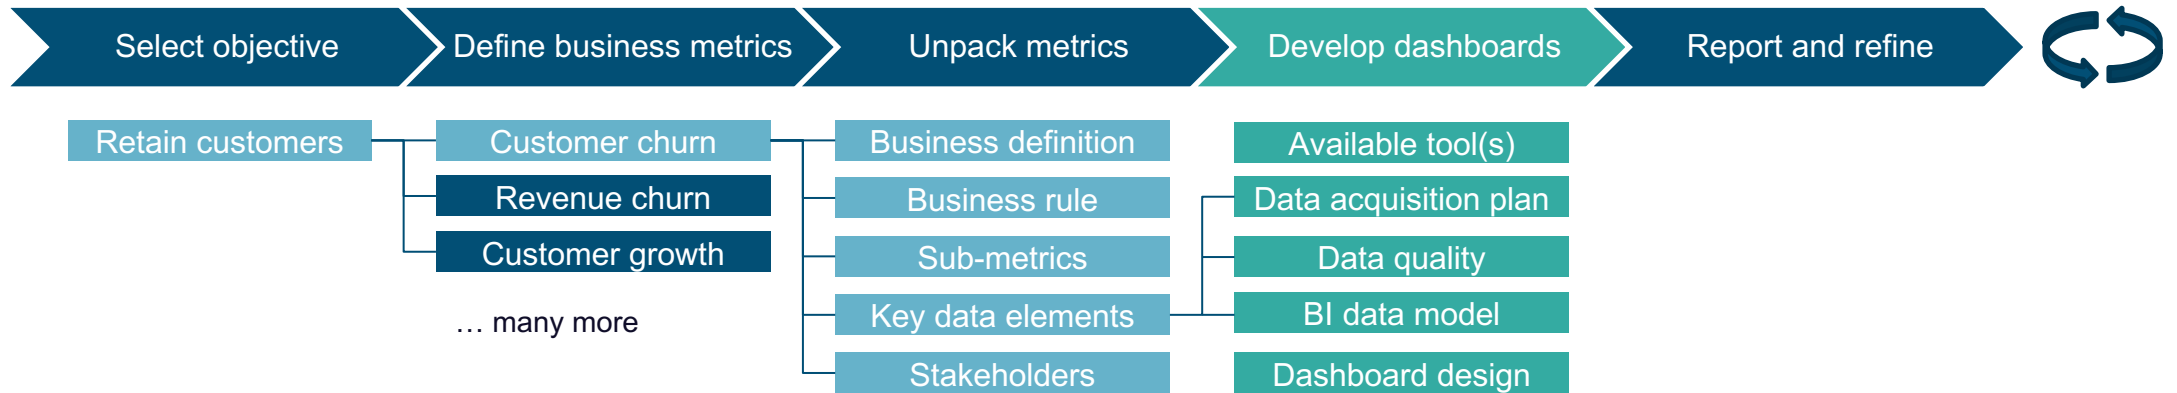 Select objective
Define business metrics
Unpack metrics
Develop dashboards
Report and refine
Retain customers
Customer churn
Revenue churn
Customer growth
… many more
Business definition
Business rule
Sub-metrics
Key data elements
Stakeholders
Available tool(s)
Data acquisition plan
Data quality
BI data model
Dashboard design